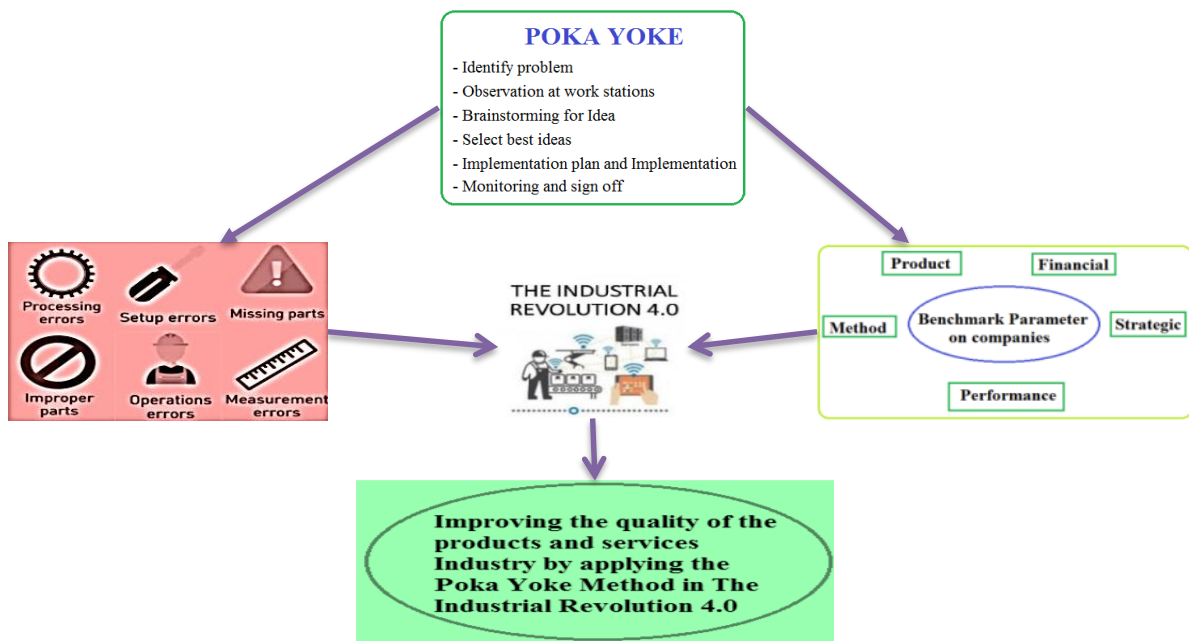 POKA YOKE
- Identify problem
- Observation at work stations
- Brainstorming for Idea
- Select best ideas
- Implementation plan and Implementation
- Monitoring and sign off
Processing
errors
Setup errors
Missing parts
Improper
parts
Operations
errors
Measurement
errors
THE INDUSTRIAL
REVOLUTION 4.0
Product
Financial
Method
Benchmark Parameter
on companies
Strategic
Performance
Improving the quality of the
products and services
Industry by applying the
Poka Yoke Method in The
Industrial Revolution 4.0